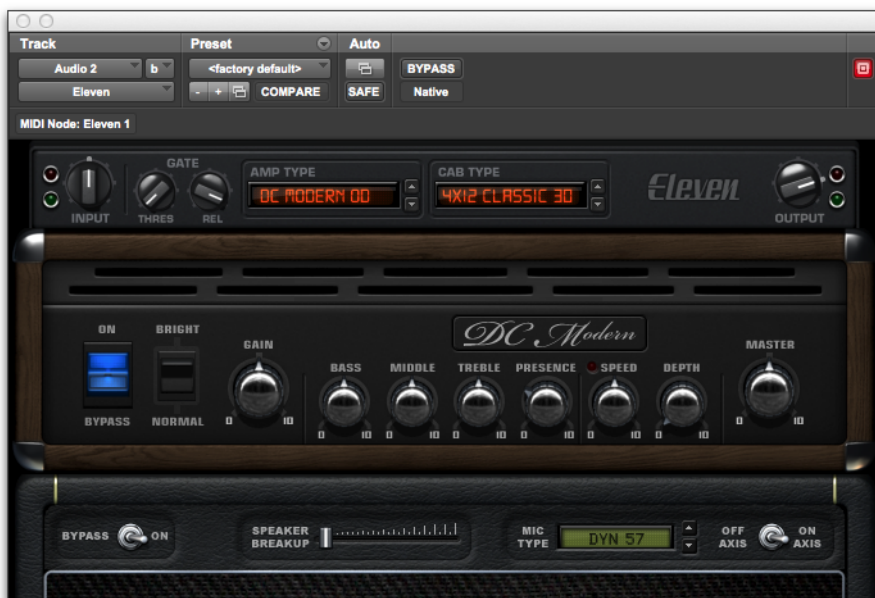 Track Preset Auto
Audio 2 b <factory default> BYPASS
Eleven - + COMPARE SAFE Native
MIDI Node: Eleven 1
GATE AMP TYPE CAB TYPE
DC MODERN OD 4X12 CLASSIC 30 Eleven
INPUT THRES REL OUTPUT
DC Modern
ON BRIGHT GAIN MASTER
BASS MIDDLE TREBLE PRESENCE SPEED DEPTH
BYPASS NORMAL 0 10 0 10
0 10 0 10 0 10 0 10 0 10 0 10
BYPASS ON SPEAKER BREAKUP MIC TYPE DYN 57 OFF AXIS ON AXIS